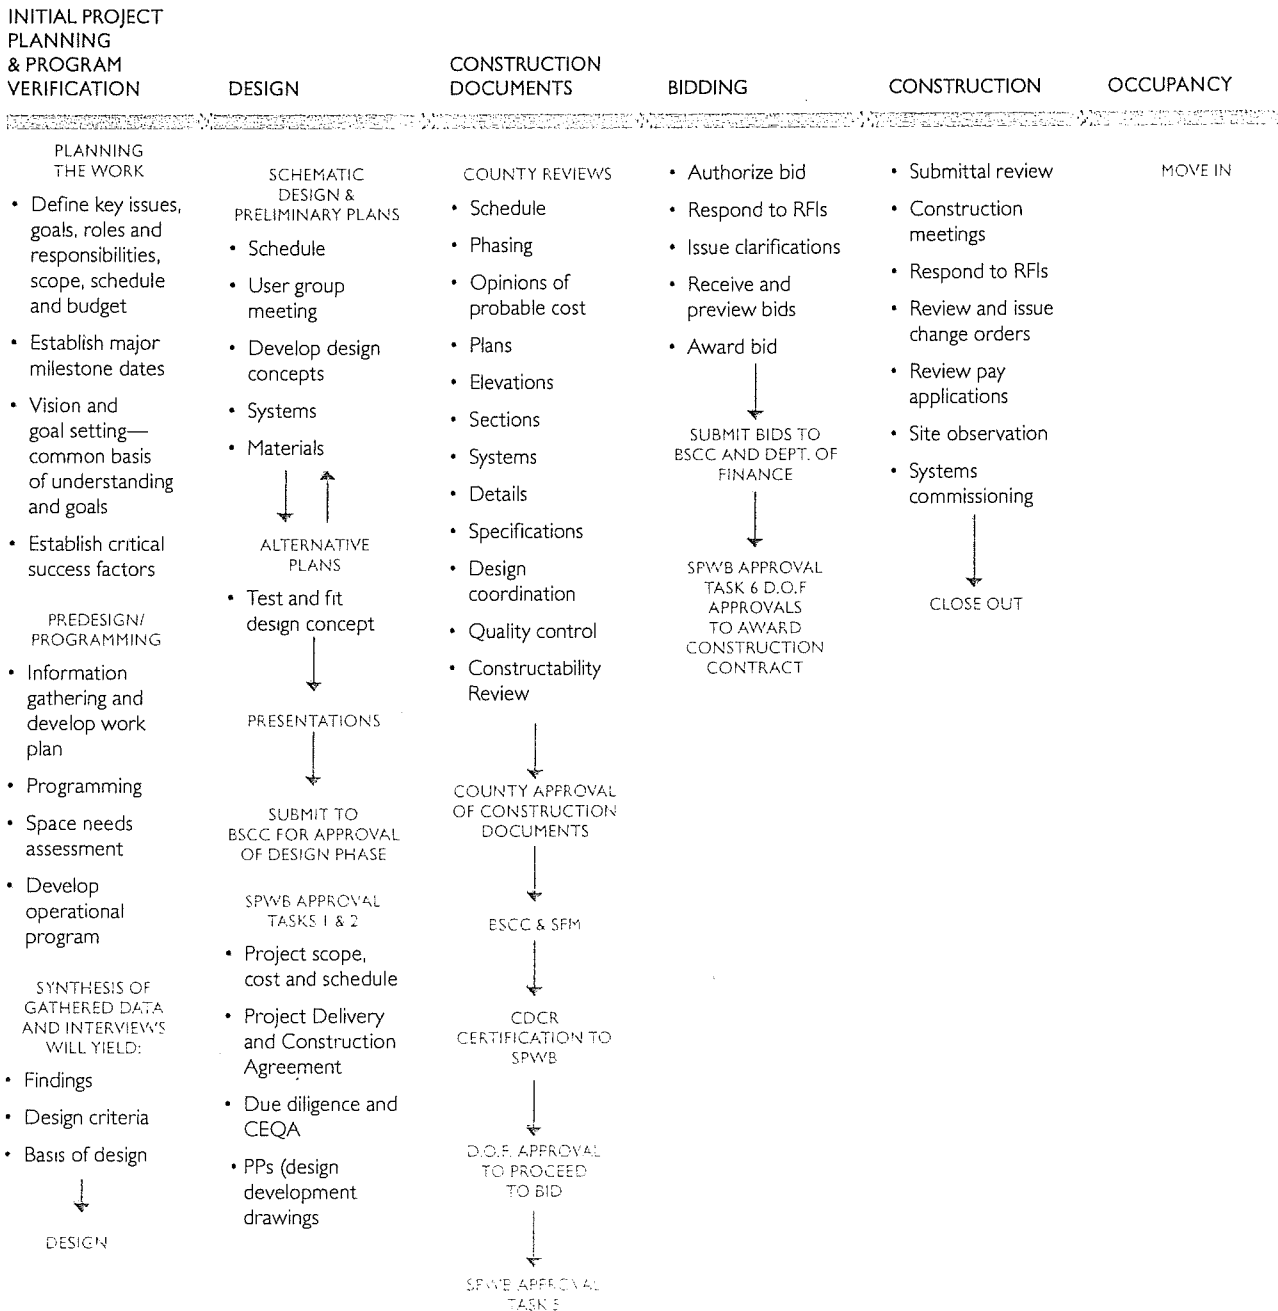 INITIAL PROJECT
PLANNING
& PROGRAM
VERIFICATION
PLANNING
THE WORK
• Define key issues,
goals, roles and
responsibilities,
scope, schedule
and budget
• Establish major
milestone dates
• Vision and
goal setting—
common basis
of understanding
and goals
• Establish critical
success factors
PREDESIGN/
PROGRAMMING
• Information
gathering and
develop work
plan
• Programming
• Space needs
assessment
• Develop
operational
program
SYNTHESIS OF
GATHERED DATA
AND INTERVIEWS
WILL YIELD:
• Findings
• Design criteria
• Basis of design
DESIGN
DESIGN
SCHEMATIC
DESIGN &
PRELIMINARY PLANS
• Schedule
• User group
meeting
• Develop design
concepts
• Systems
• Materials
ALTERNATIVE
PLANS
• Test and fit
design concept
PRESENTATIONS
SUBMIT TO
BSCC FOR APPROVAL
OF DESIGN PHASE
SPWB APPROVAL
TASKS 1 & 2
• Project scope,
cost and schedule
• Project Delivery
and Construction
Agreement
• Due diligence and
CEQA
• PPs (design
development
drawings
CONSTRUCTION
DOCUMENTS
COUNTY REVIEWS
• Schedule
• Phasing
• Opinions of
probable cost
• Plans
• Elevations
• Sections
• Systems
• Details
• Specifications
• Design
coordination
• Quality control
• Constructability
Review
COUNTY APPROVAL
OF CONSTRUCTION
DOCUMENTS
BSCC & SFM
CDCR
CERTIFICATION TO
SPWB
D.O.F. APPROVAL
TO PROCEED
TO BID
SPWB APPROVAL
TASK
BIDDING
• Authorize bid
• Respond to RFIs
• Issue clarifications
• Receive and
preview bids
• Award bid
SUBMIT BIDS TO
BSCC AND DEPT. OF
FINANCE
SPWB APPROVAL
TASK 6 D.O.F
APPROVALS
TO AWARD
CONSTRUCTION
CONTRACT
CONSTRUCTION
• Submittal review
• Construction
meetings
• Respond to RFIs
• Review and issue
change orders
• Review pay
applications
• Site observation
• Systems
commissioning
CLOSE OUT
OCCUPANCY
MOVE IN